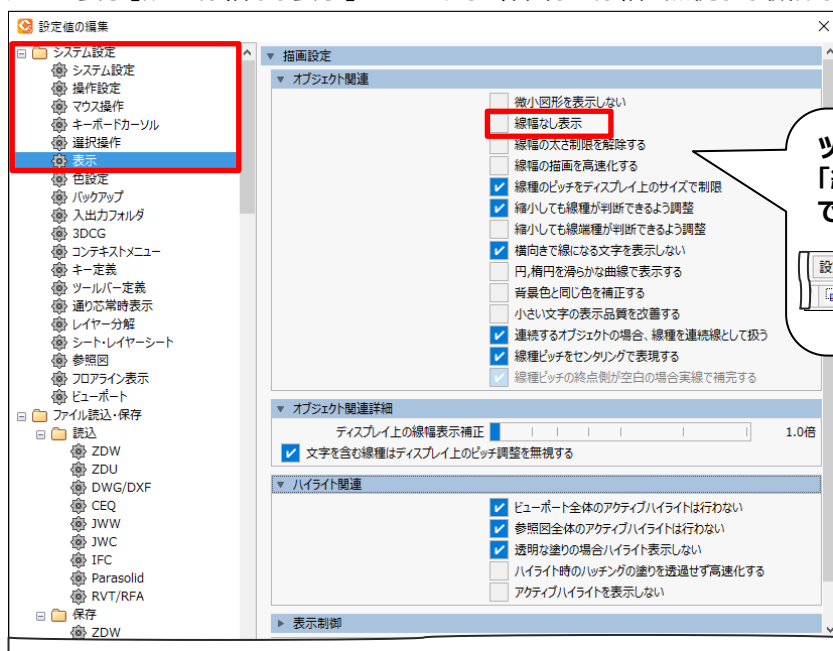 設定値の編集
システム設定
システム設定
操作設定
マウス操作
キーボードカーソル
選択操作
表示
色設定
バックアップ
入出力フォルダ
3DCG
コンテキストメニュー
キー定義
ツールバー定義
通り芯常時表示
レイヤー分解
シート・レイヤーシート
参照図
フロアライン表示
ビューポート
ファイル読込・保存
読込
ZDW
ZDU
DWG/DXF
CEQ
JWW
JWC
IFC
Parasolid
RVT/RFA
保存
ZDW
描画設定
オブジェクト関連
微小図形を表示しない
線幅なし表示
線幅の太さ制限を解除する
線幅の描画を高速化する
線種のピッチをディスプレイ上のサイズで制限
縮小しても線種が判断できるよう調整
縮小しても線端種が判断できるよう調整
横向きで線になる文字を表示しない
円,楕円を滑らかな曲線で表示する
背景色と同じ色を補正する
小さい文字の表示品質を改善する
連続するオブジェクトの場合、線種を連続線として扱う
線種ピッチをセンタリングで表現する
線種ピッチの終点側が空白の場合実線で補完する
オブジェクト関連詳細
ディスプレイ上の線幅表示補正 1.0倍
文字を含む線種はディスプレイ上のピッチ調整を無視する
ハイライト関連
ビューポート全体のアクティブハイライトは行わない
参照図全体のアクティブハイライトは行わない
透明な塗りの場合ハイライト表示しない
ハイライト時のハッチングの塗りを透過せず高速化する
アクティブハイライトを表示しない
表示制御
ツ
「
で
設